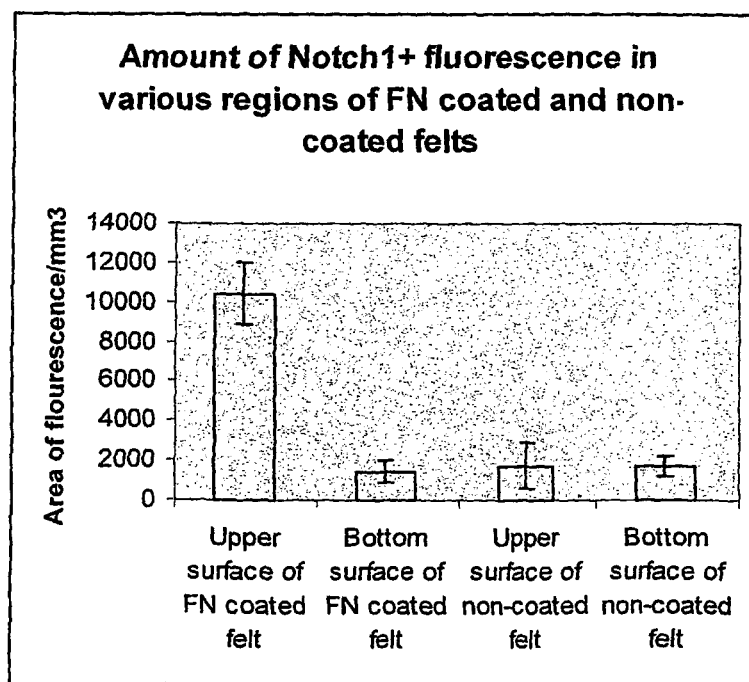 Amount of Notch1+ fluorescence in
various regions of FN coated and non-
coated felts
Area of flourescence/mm3
14000
12000
10000
8000
6000
4000
2000
0
Upper surface of FN coated felt
Bottom surface of FN coated felt
Upper surface of non-coated felt
Bottom surface of non-coated felt